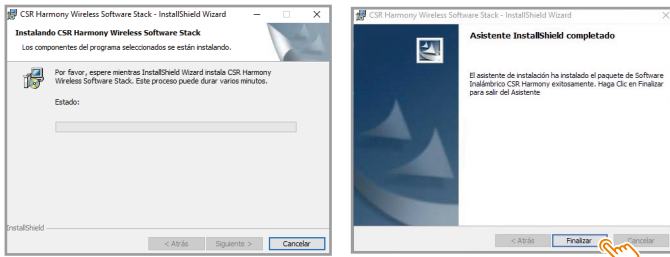 CSR Harmony Wireless Software Stack - InstallShield Wizard
Instalando CSR Harmony Wireless Software Stack
Los componentes del programa seleccionados se están instalando.
Por favor, espere mientras InstallShield Wizard instala CSR Harmony
Wireless Software Stack. Este proceso puede durar varios minutos.
Estado:
InstallShield
< Atrás
Siguiente >
Cancelar
CSR Harmony Wireless Software Stack - InstallShield Wizard
Asistente InstallShield completado
El asistente de instalación ha instalado el paquete de Software
Inalámbrico CSR Harmony exitosamente. Haga Clic en Finalizar
para salir del Asistente
< Atrás
Finalizar
Cancelar